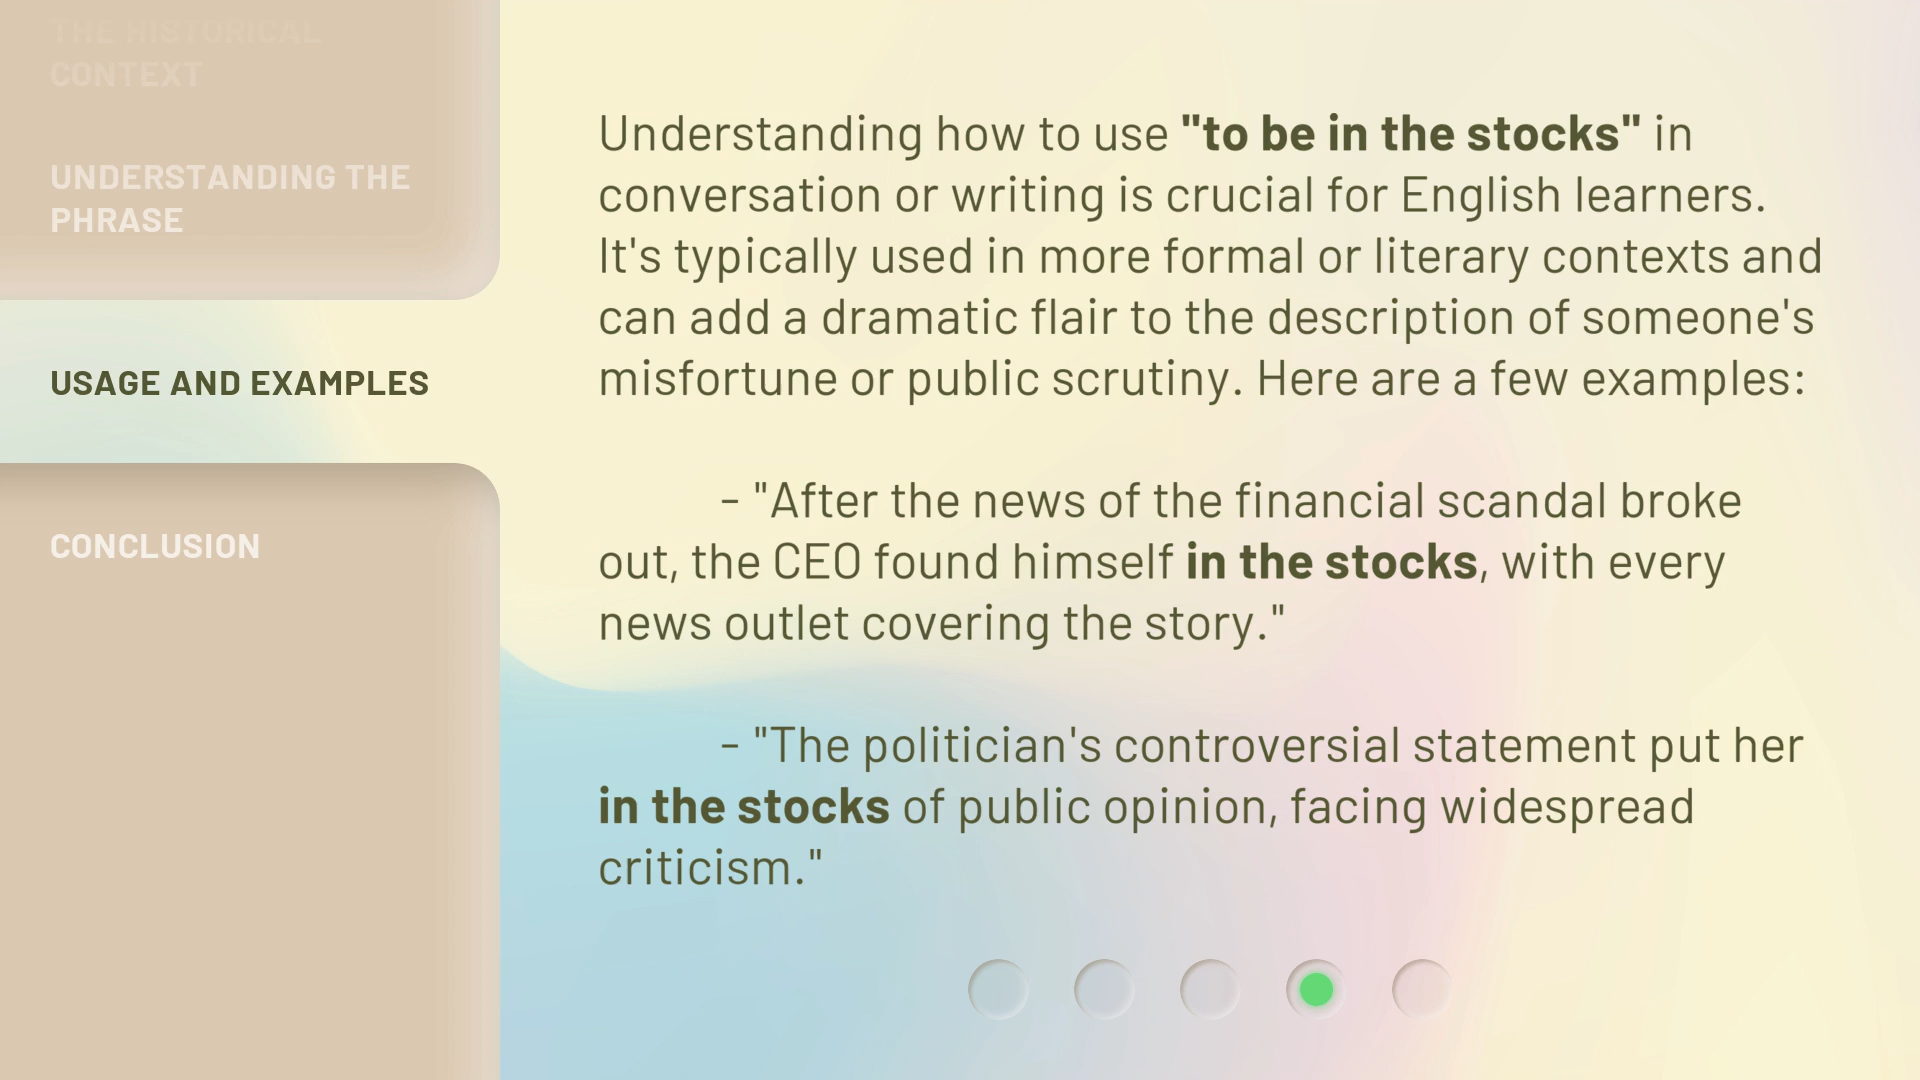 THE HISTORICAL
CONTEXT
UNDERSTANDING THE
PHRASE
USAGE AND EXAMPLES
CONCLUSION
Understanding how to use "to be in the stocks" in
conversation or writing is crucial for English learners.
It's typically used in more formal or literary contexts and
can add a dramatic flair to the description of someone's
misfortune or public scrutiny. Here are a few examples:
- "After the news of the financial scandal broke
out, the CEO found himself in the stocks, with every
news outlet covering the story."
- "The politician's controversial statement put her
in the stocks of public opinion, facing widespread
criticism."